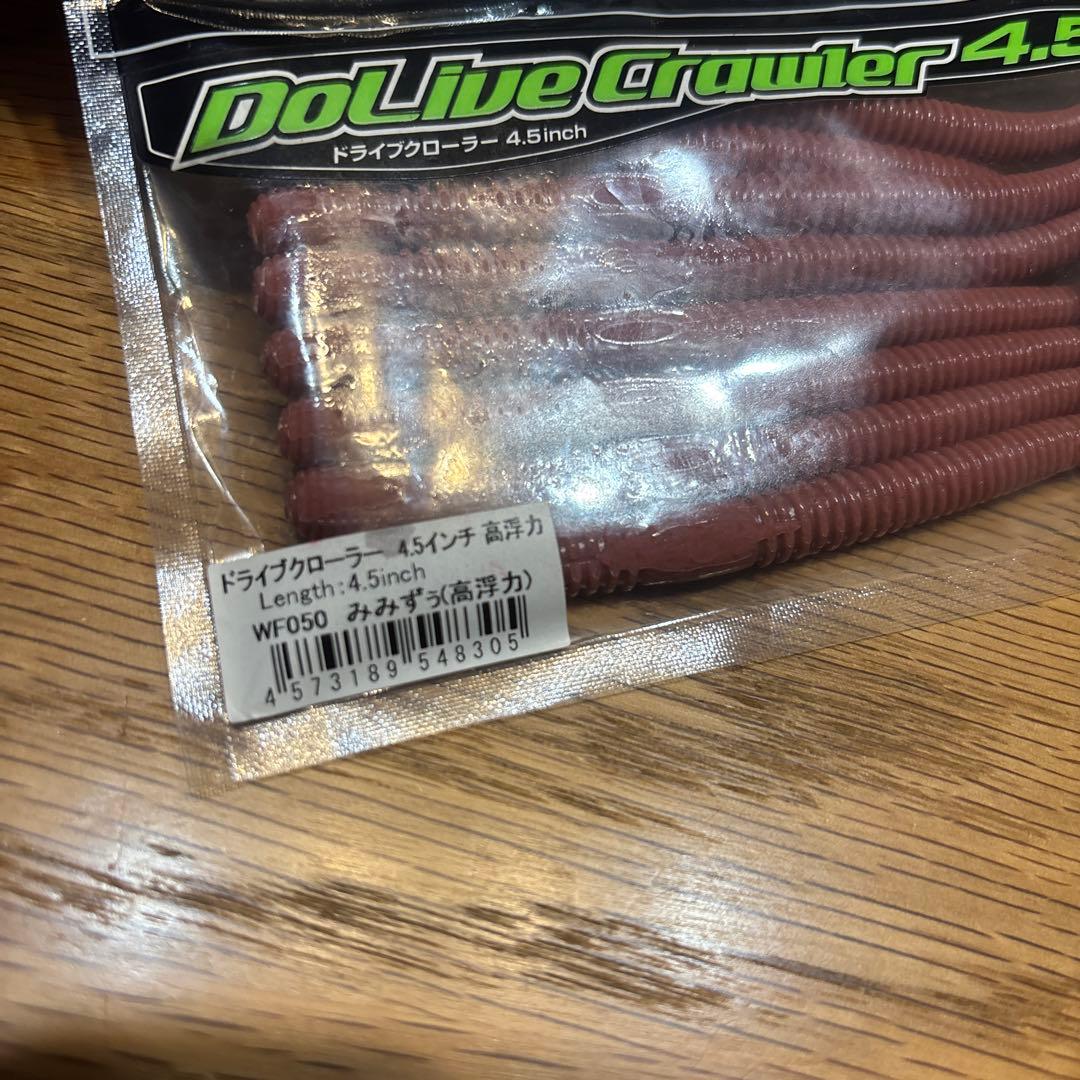 DoLive Crawler 4.5
ドライブクローラー 4.5inch
ドライブクローラー 4.5インチ 高浮力
Length:4.5inch
WF050 みみずぅ(高浮力)
4 573189 548305